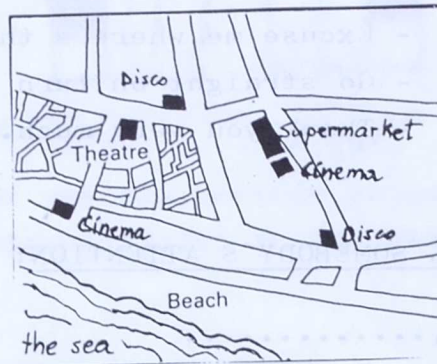 Disco
Supermarket
Theatre
Cinema
Cinema
Disco
Beach
the sea